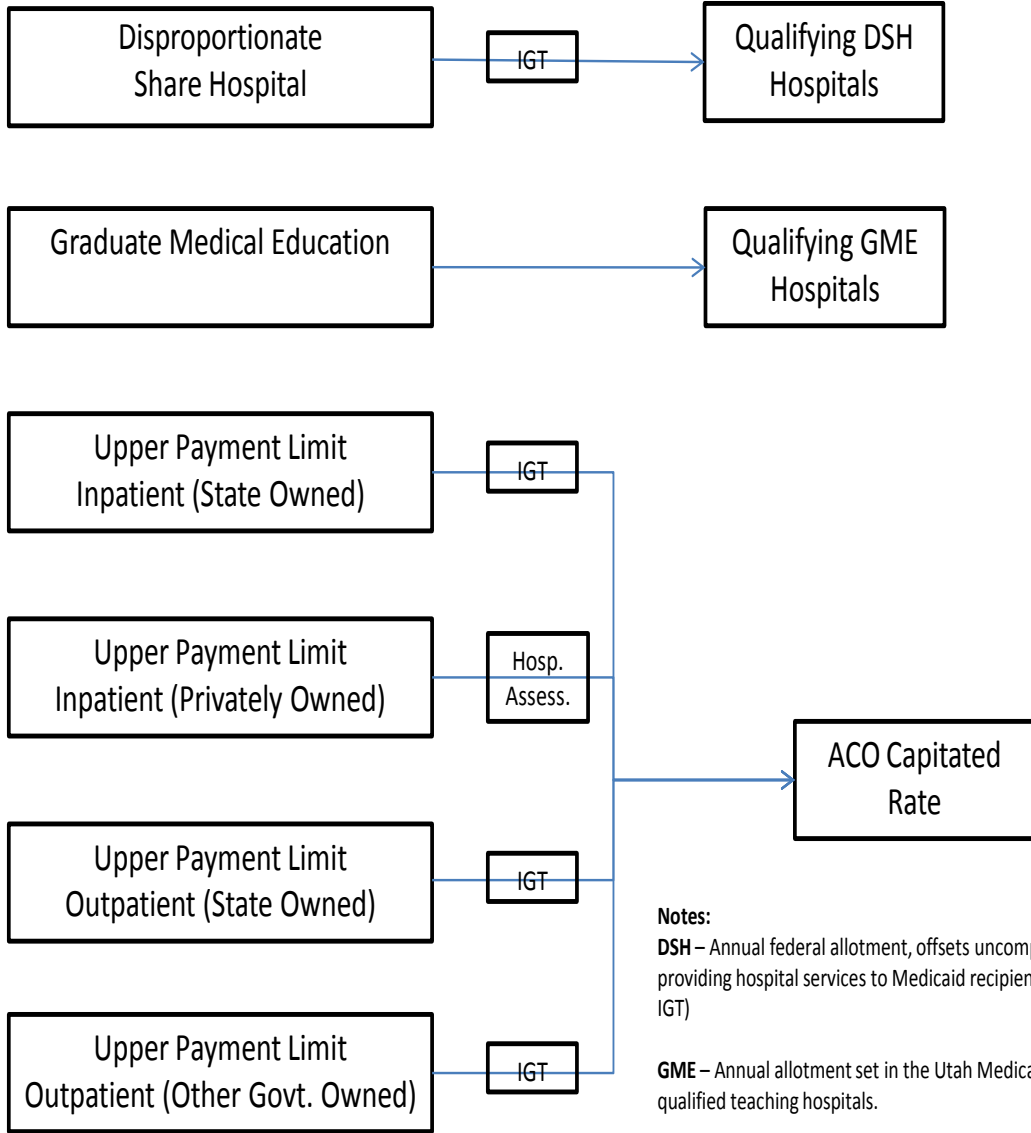 Disproportionate
Share Hospital
IGT
Qualifying DSH
Hospitals
Graduate Medical Education
Qualifying GME
Hospitals
Upper Payment Limit
Inpatient (State Owned)
IGT
Upper Payment Limit
Inpatient (Privately Owned)
Hosp.
Assess.
ACO Capitated
Rate
Upper Payment Limit
Outpatient (State Owned)
IGT
Upper Payment Limit
Outpatient (Other Govt. Owned)
IGT
Notes:
DSH – Annual federal allotment, offsets
providing hospital services to Medicaid
IGT)
GME – Annual allotment set in the Utah
qualified teaching hospitals.